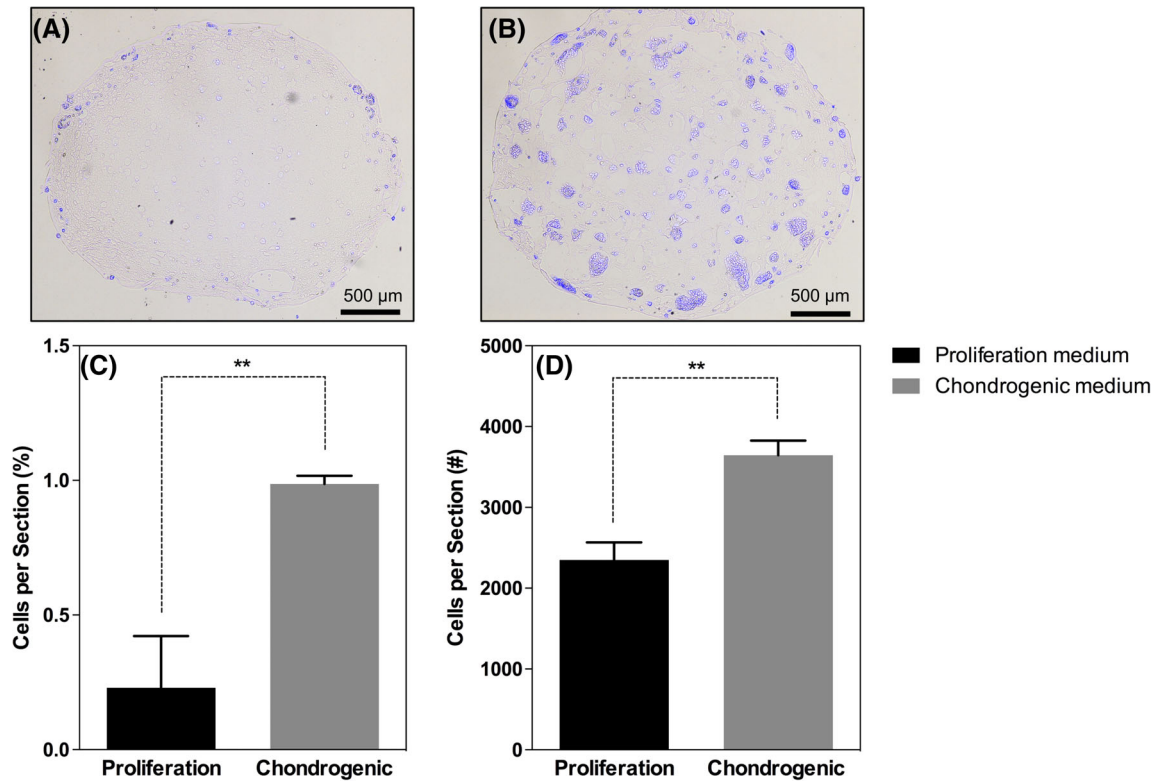 (A)
500 μm
(B)
500 μm
(C)
Cells per Section (%)
1.5
1.0
0.5
0.0
**
Proliferation
Chondrogenic
(D)
Cells per Section (#)
5000
4000
3000
2000
1000
0
**
Proliferation
Chondrogenic
Proliferation medium
Chondrogenic medium